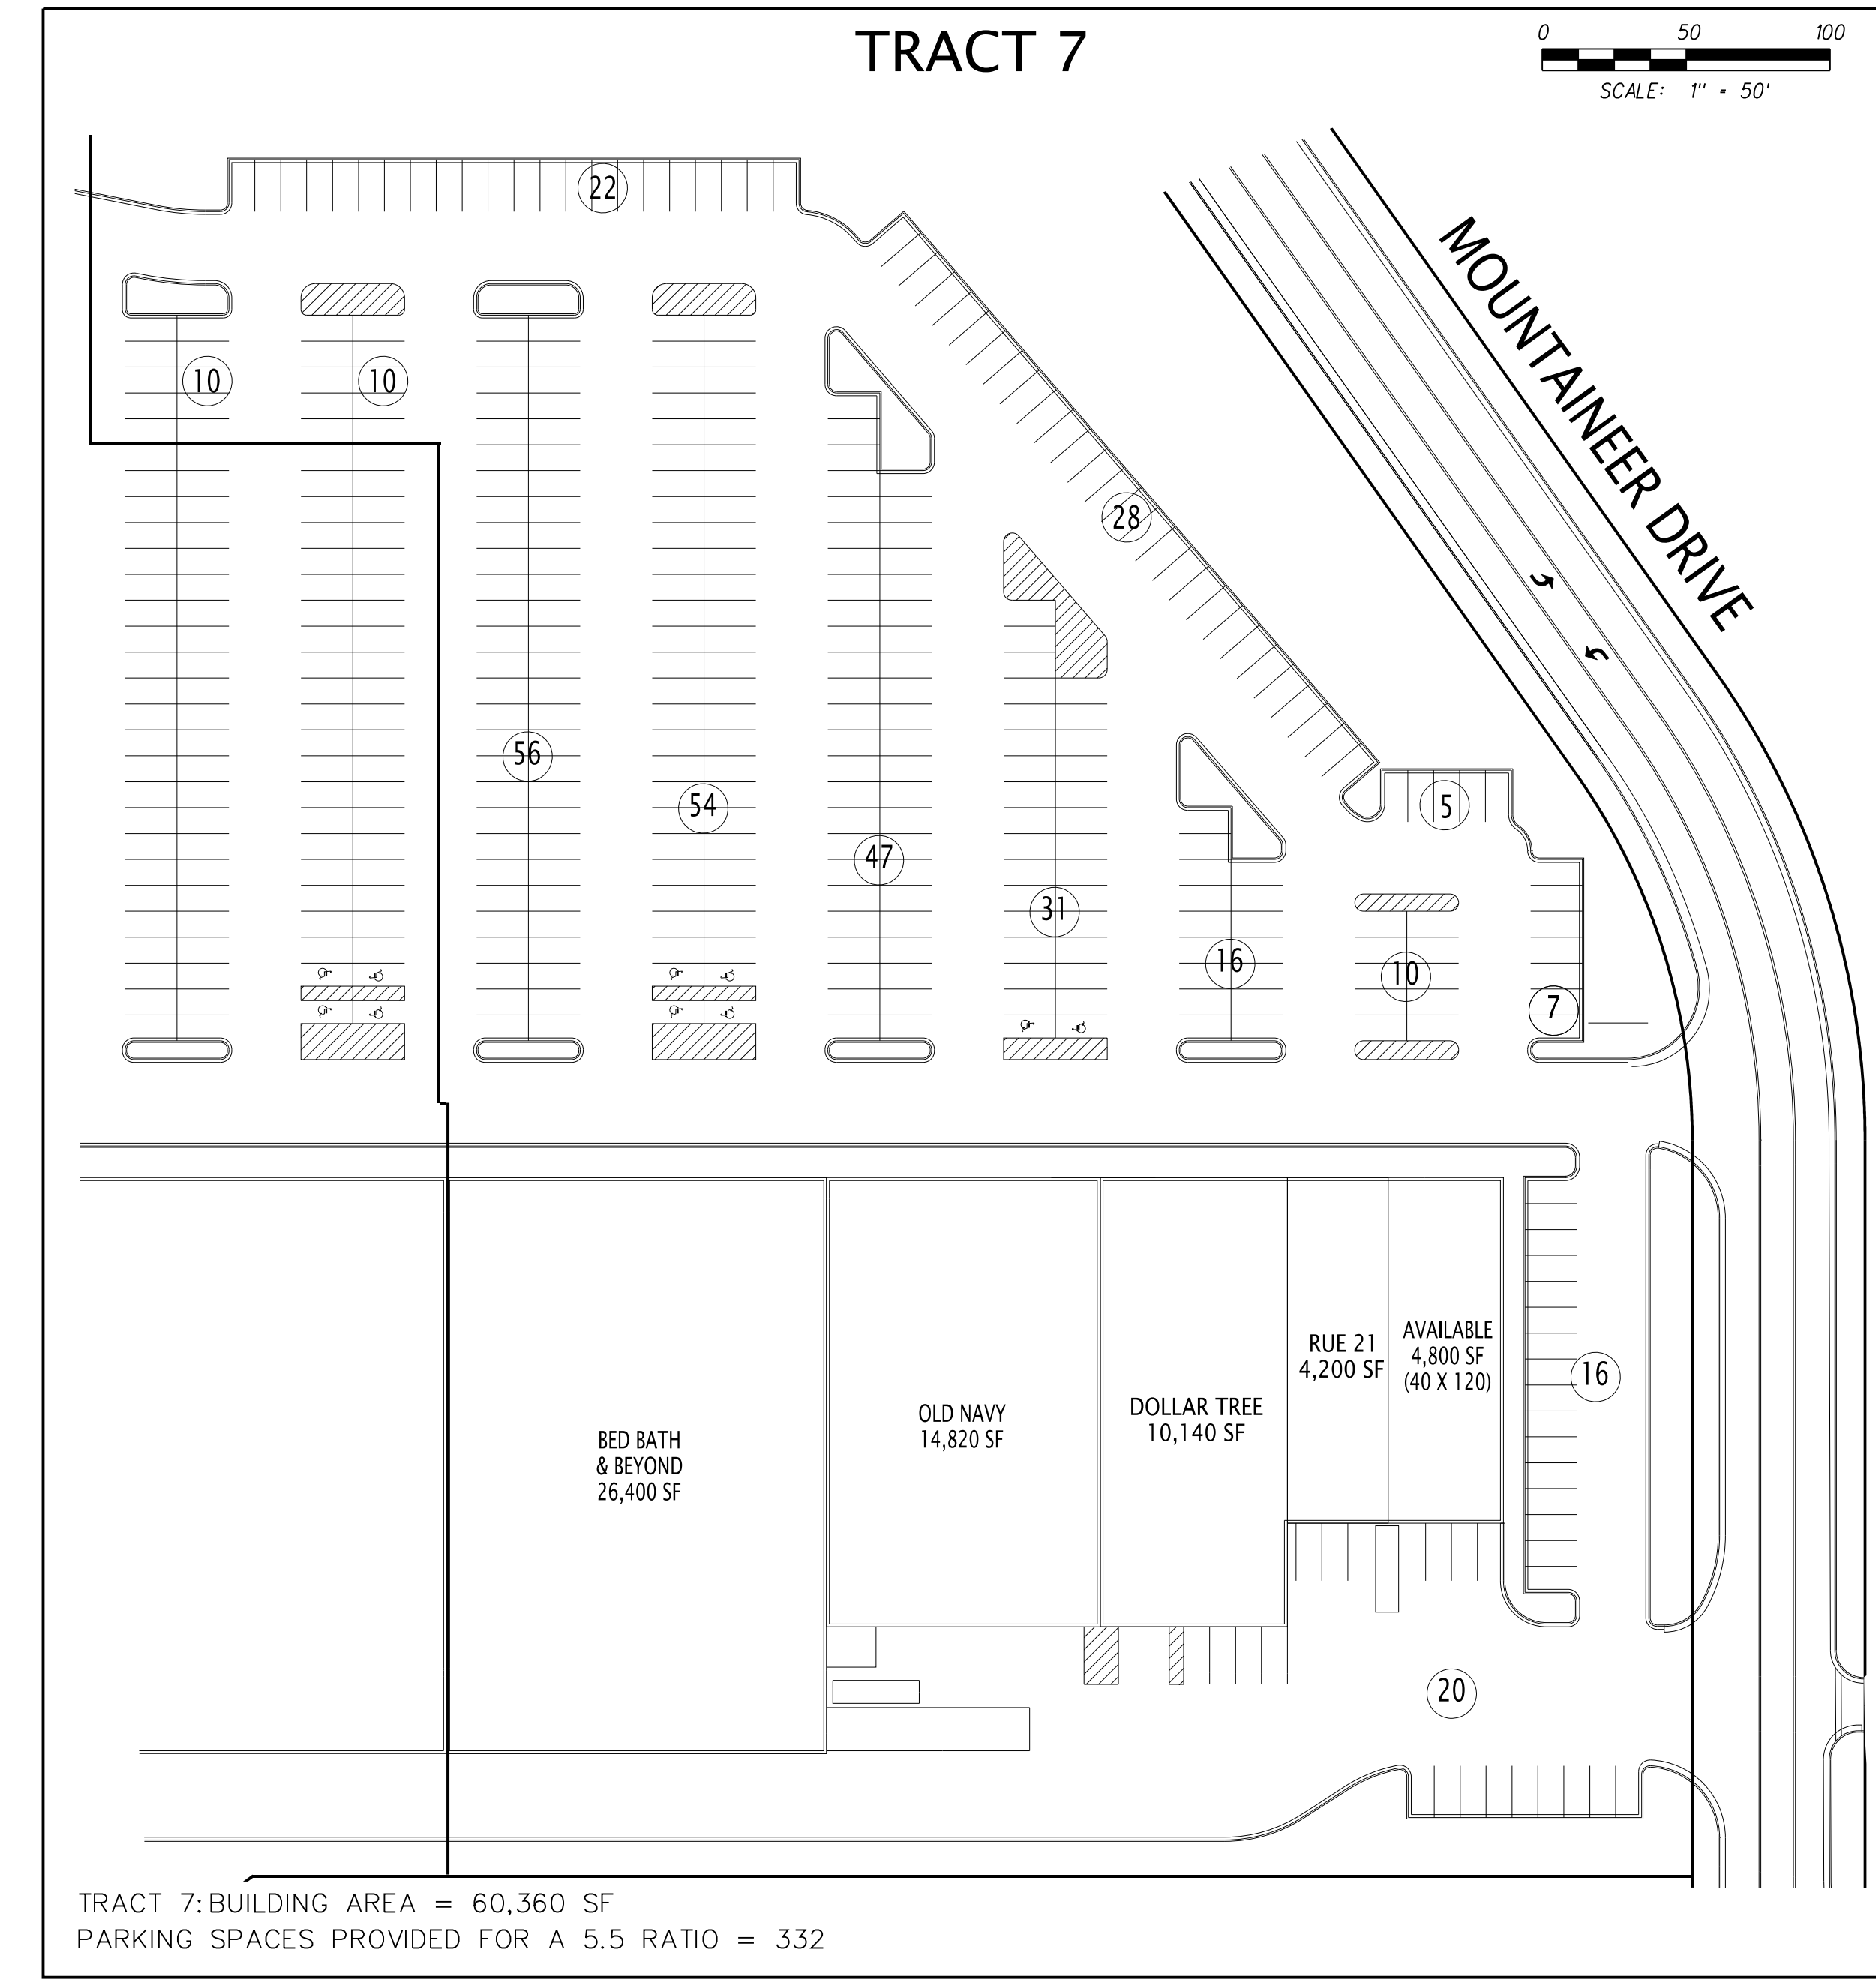 TRACT 7
0 50 100
SCALE: 1" = 50'
22
MOUNTAINEER DRIVE
10
10
28
56
54
5
47
31
16
10
7
RUE 21
4,200 SF
AVAILABLE
4,800 SF
(40 X 120)
16
OLD NAVY
14,820 SF
DOLLAR TREE
10,140 SF
BED BATH
& BEYOND
26,400 SF
20
TRACT 7: BUILDING AREA = 60,360 SF
PARKING SPACES PROVIDED FOR A 5.5 RATIO = 332